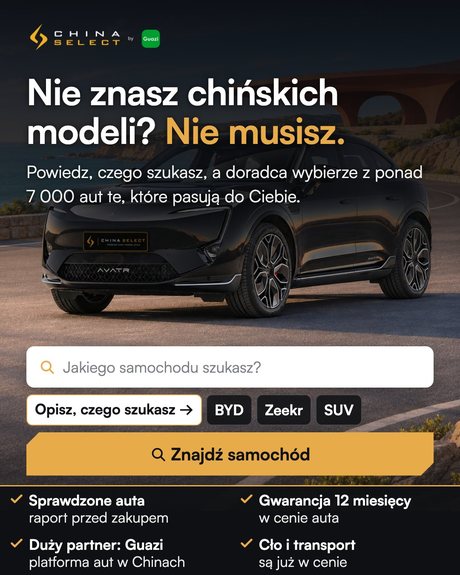 CHINA
SELECT
by
Guazi
Nie znasz chińskich
modeli? Nie musisz.
Powiedz, czego szukasz, a doradca wybierze z ponad
7 000 aut te, które pasują do Ciebie.
CHINA SELECT
AVATR
Jakiego samochodu szukasz?
Opisz, czego szukasz →
BYD
Zeekr
SUV
Znajdź samochód
Sprawdzone auta
raport przed zakupem
Gwarancja 12 miesięcy
w cenie auta
Duży partner: Guazi
platforma aut w Chinach
Cło i transport
są już w cenie